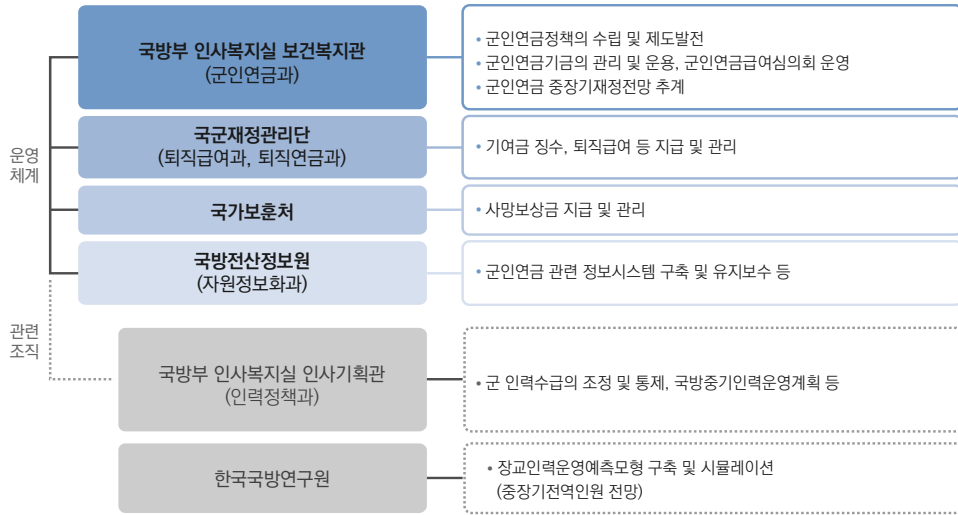 국방부 인사복지실 보건복지관
(군인연금과)
• 군인연금정책의 수립 및 제도발전
• 군인연금기금의 관리 및 운용, 군인연금급여심의회 운영
• 군인연금 중장기재정전망 추계
운영
체계
국군재정관리단
(퇴직급여과, 퇴직연금과)
• 기여금 징수, 퇴직급여 등 지급 및 관리
국가보훈처
• 사망보상금 지급 및 관리
국방전산정보원
(자원정보화과)
• 군인연금 관련 정보시스템 구축 및 유지보수 등
관련
조직
국방부 인사복지실 인사기획관
(인력정책과)
• 군 인력수급의 조정 및 통제, 국방중기인력운영계획 등
한국국방연구원
• 장교인력운영예측모형 구축 및 시뮬레이션
(중장기전역인원 전망)